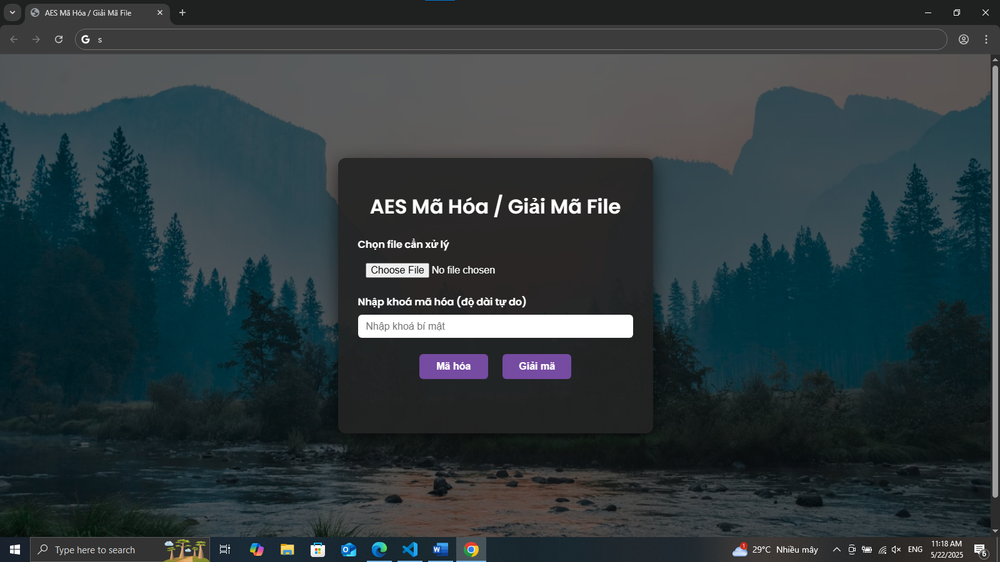 AES Mã Hóa / Giải Mã File
s
AES Mã Hóa / Giải Mã File
Chọn file cần xử lý
Choose File No file chosen
Nhập khoá mã hóa (độ dài tự do)
Nhập khoá bí mật
Mã hóa Giải mã
Type here to search
1
29°C Nhiều mây
ENG
11:18 AM
5/22/2025
6